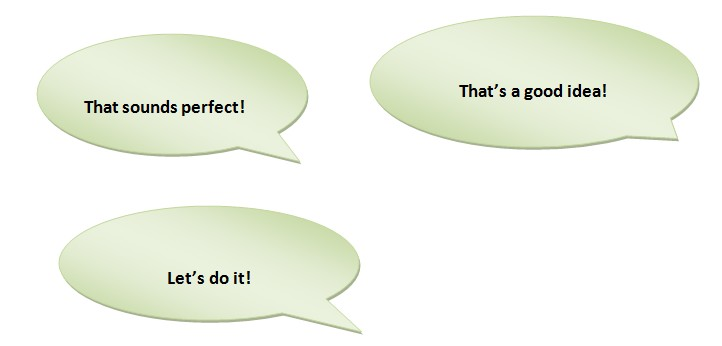 That sounds perfect!
That’s a good idea!
Let’s do it!